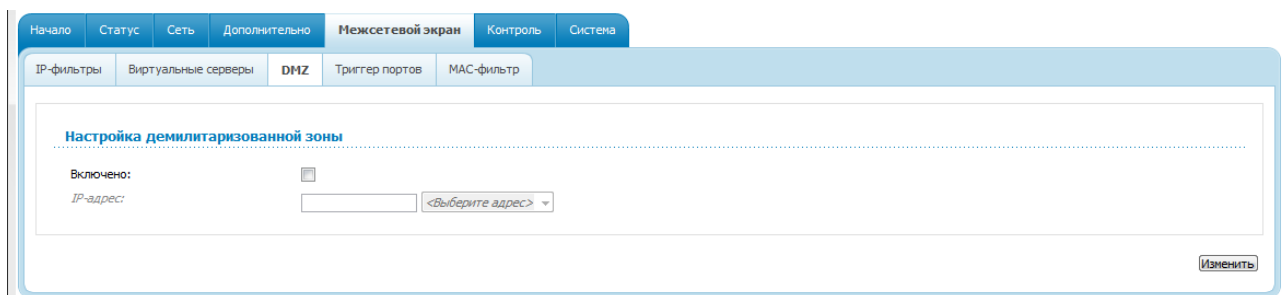 Начало Статус Сеть Дополнительно Межсетевой экран Контроль Система
IP-фильтры Виртуальные серверы DMZ Триггер портов MAC-фильтр
Настройка демилитаризованной зоны
Включено:
IP-адрес: <Выберите адрес>
Изменить